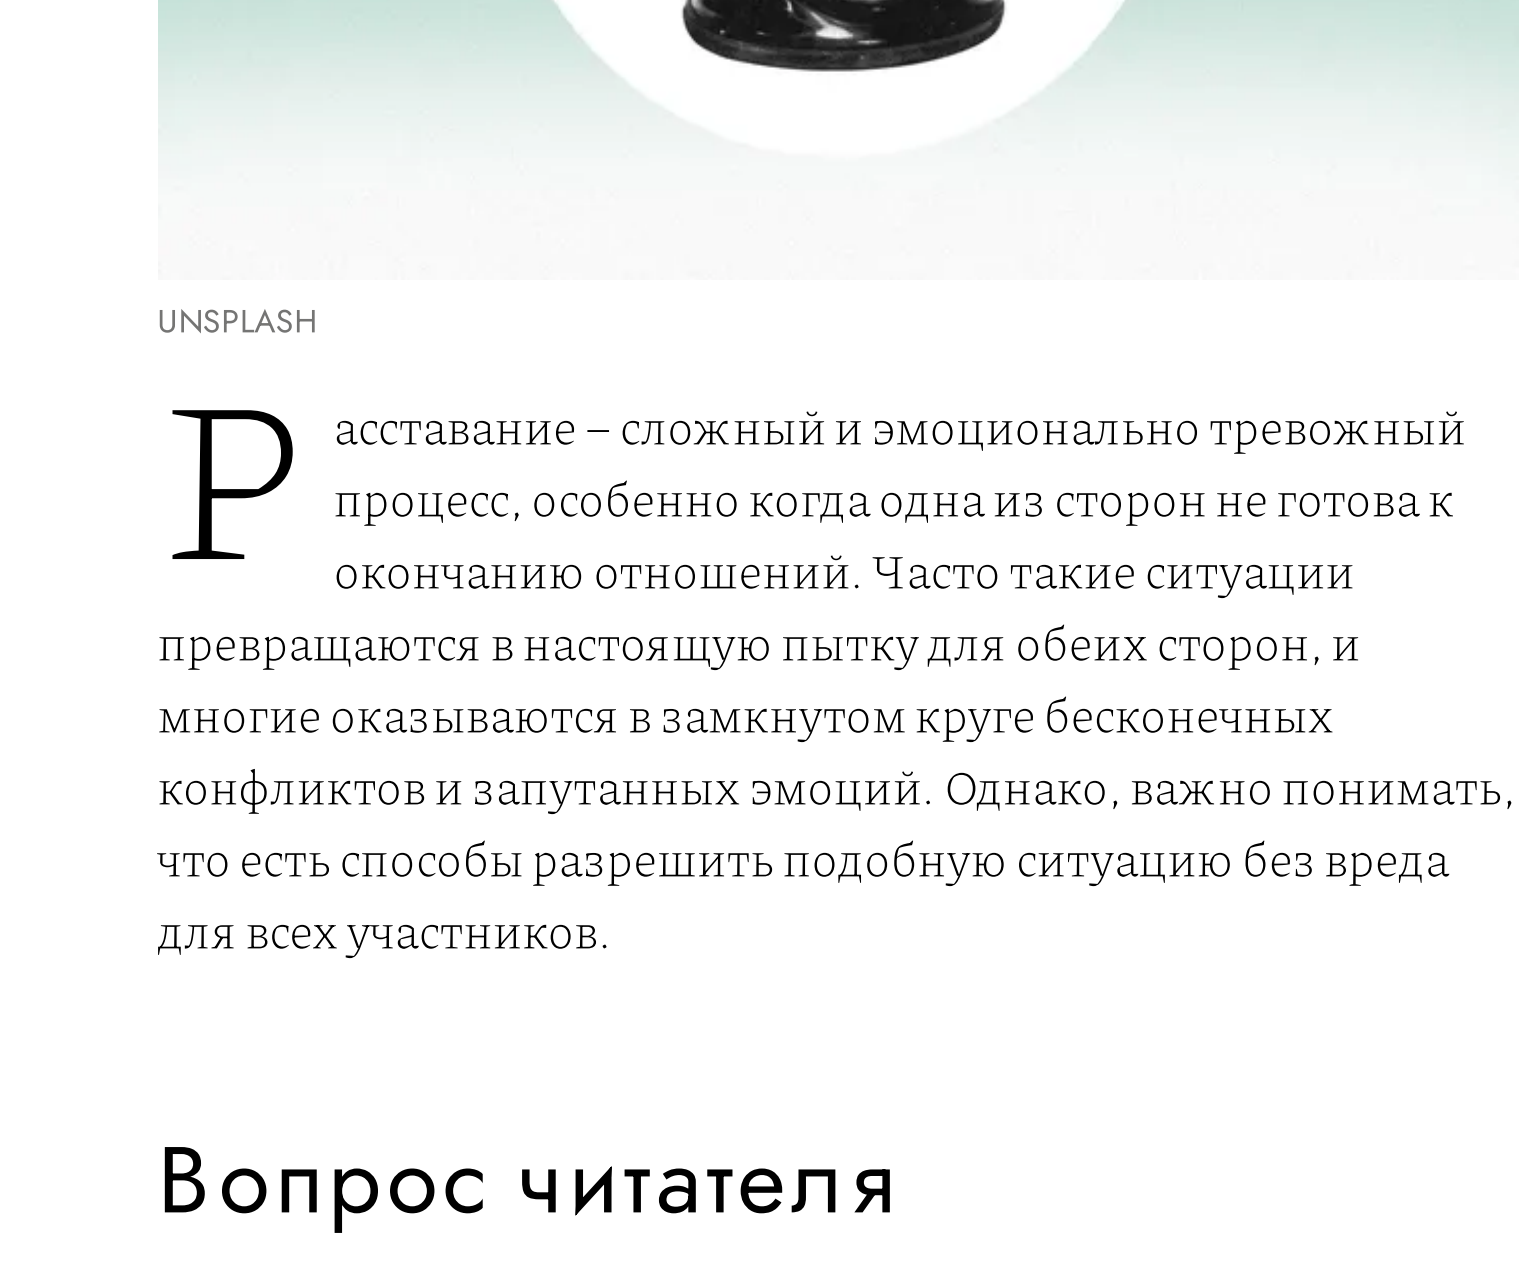 UNSPLASH
Расставание – сложный и эмоционально тревожный
процесс, особенно когда одна из сторон не готова к
окончанию отношений. Часто такие ситуации
превращаются в настоящую пытку для обеих сторон, и
многие оказываются в замкнутом круге бесконечных
конфликтов и запутанных эмоций. Однако, важно понимать,
что есть способы разрешить подобную ситуацию без вреда
для всех участников.
Вопрос читателя